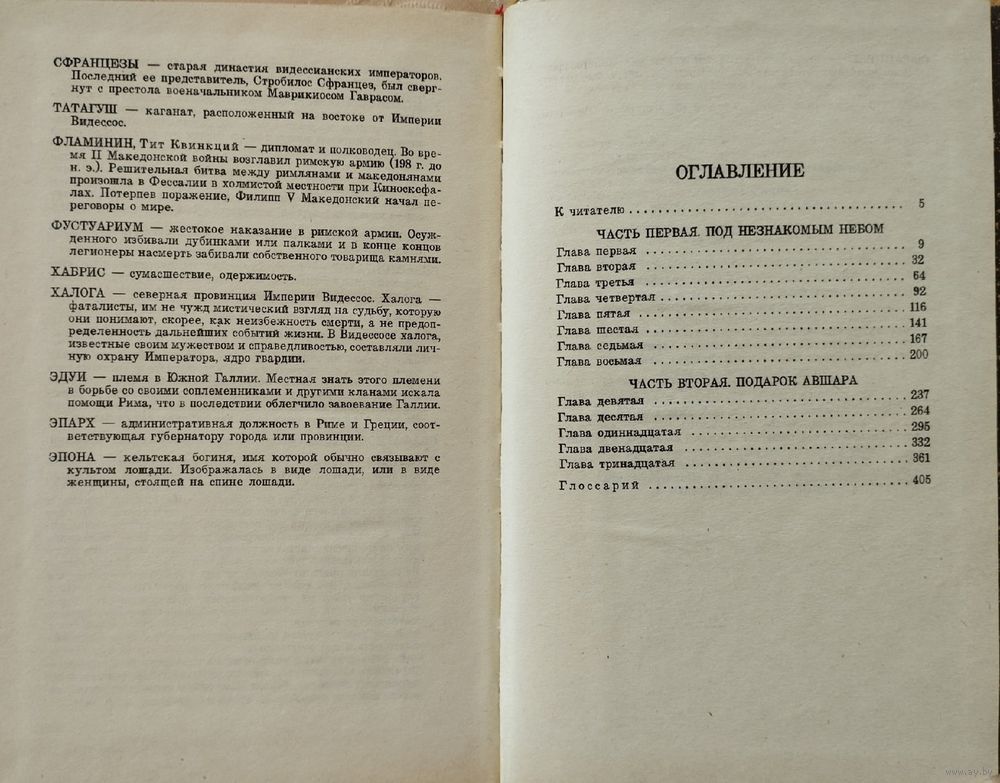 СФРАНЦЕЗЫ — старая династия видессианских императоров.
Последний ее представитель, Стробилос Сфранцез, был сверг-
нут с престола военачальником Маврикиосом Гаврасом.
ТАТАГУШ — каганат, расположенный на востоке от Империи
Видессос.
ФЛАМИНИН, Тит Квинкций — дипломат и полководец. Во вре-
мя II Македонской войны возглавил римскую армию (198 г. до
н. э.). Решительная битва между римлянами и македонянами
произошла в Фессалии в холмистой местности при Киноскефа-
лах. Потерпев поражение, Филипп V Македонский начал пе-
реговоры о мире.
ФУСТУАРИУМ — жестокое наказание в римской армии. Осуж-
денного избивали дубинками или палками и в конце концов
легионеры насмерть забивали собственного товарища камнями.
ХАБРИС — сумасшествие, одержимость.
ХАЛОГА — северная провинция Империи Видессос. Халога —
фаталисты, им не чужд мистический взгляд на судьбу, которую
они понимают, скорее, как неизбежность смерти, а не предоп-
ределенность дальнейших событий жизни. В Видессосе халога,
известные своим мужеством и справедливостью, составляли лич-
ную охрану Императора, ядро гвардии.
ЭДУИ — племя в Южной Галлии. Местная знать этого племени
в борьбе со своими соплеменниками и другими кланами искала
помощи Рима, что в последствии облегчило завоевание Галлии.
ЭПАРХ — административная должность в Риме и Греции, соот-
ветствующая губернатору города или провинции.
ЭПОНА — кельтская богиня, имя которой обычно связывают с
культом лошади. Изображалась в виде лошади, или в виде
женщины, стоящей на спине лошади.
ОГЛАВЛЕНИЕ
К читателю . . . . . . . . . . 5
ЧАСТЬ ПЕРВАЯ. ПОД НЕЗНАКОМЫМ НЕБОМ
Глава первая . . . . . . . . . . 9
Глава вторая . . . . . . . . . . 32
Глава третья . . . . . . . . . . 64
Глава четвертая . . . . . . . . . . 92
Глава пятая . . . . . . . . . . 116
Глава шестая . . . . . . . . . . 141
Глава седьмая . . . . . . . . . . 167
Глава восьмая . . . . . . . . . . 200
ЧАСТЬ ВТОРАЯ. ПОДАРОК АВШАРА
Глава девятая . . . . . . . . . . 237
Глава десятая . . . . . . . . . . 264
Глава одиннадцатая . . . . . . . . . . 295
Глава двенадцатая . . . . . . . . . . 332
Глава тринадцатая . . . . . . . . . . 361
Глоссарий . . . . . . . . . . 405
www.ay.by